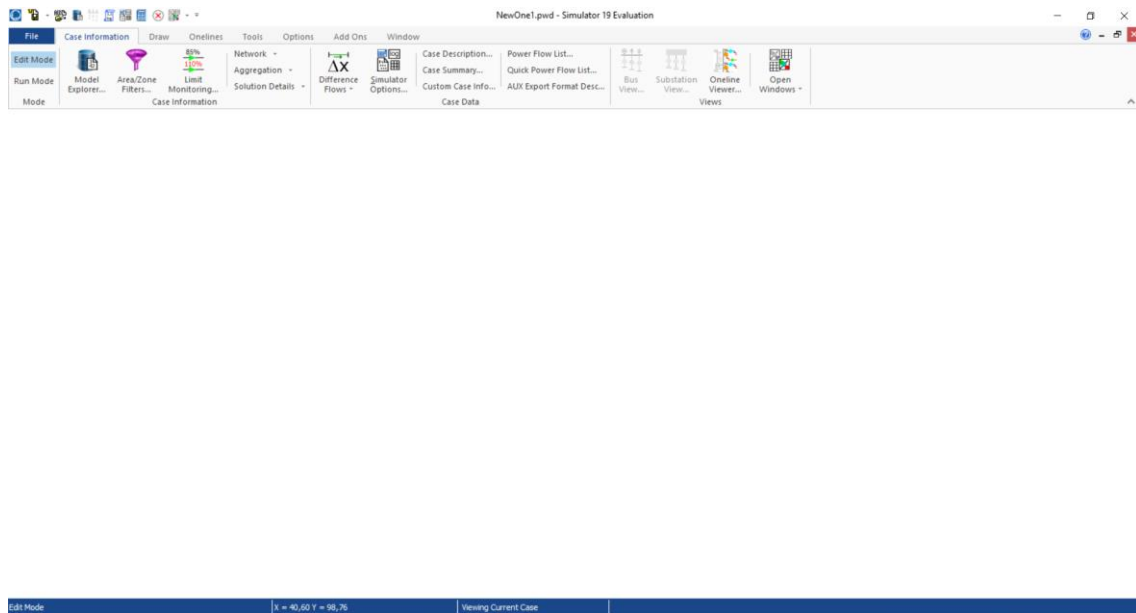 NewOne1.pwd - Simulator 19 Evaluation
File Case Information Draw Onelines Tools Options Add Ons Window
Edit Mode
Run Mode
Mode
Model Explorer...
Area/Zone Filters...
85%
110%
Limit Monitoring...
Network
Aggregation
Solution Details
Case Information
ΔX
Difference Flows
Simulator Options...
Case Description...
Case Summary...
Custom Case Info...
Power Flow List...
Quick Power Flow List...
AUX Export Format Desc...
Case Data
Bus View...
Substation View...
Oneline Viewer...
Open Windows
Views
Edit Mode X = 40,60 Y = 98,76 Viewing Current Case